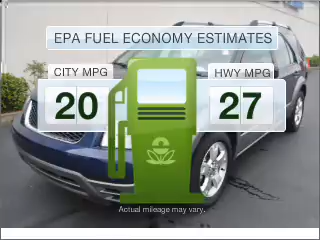 EPA FUEL ECONOMY ESTIMATES
CITY MPG
HWY MPG
20
27
Actual mileage may vary.